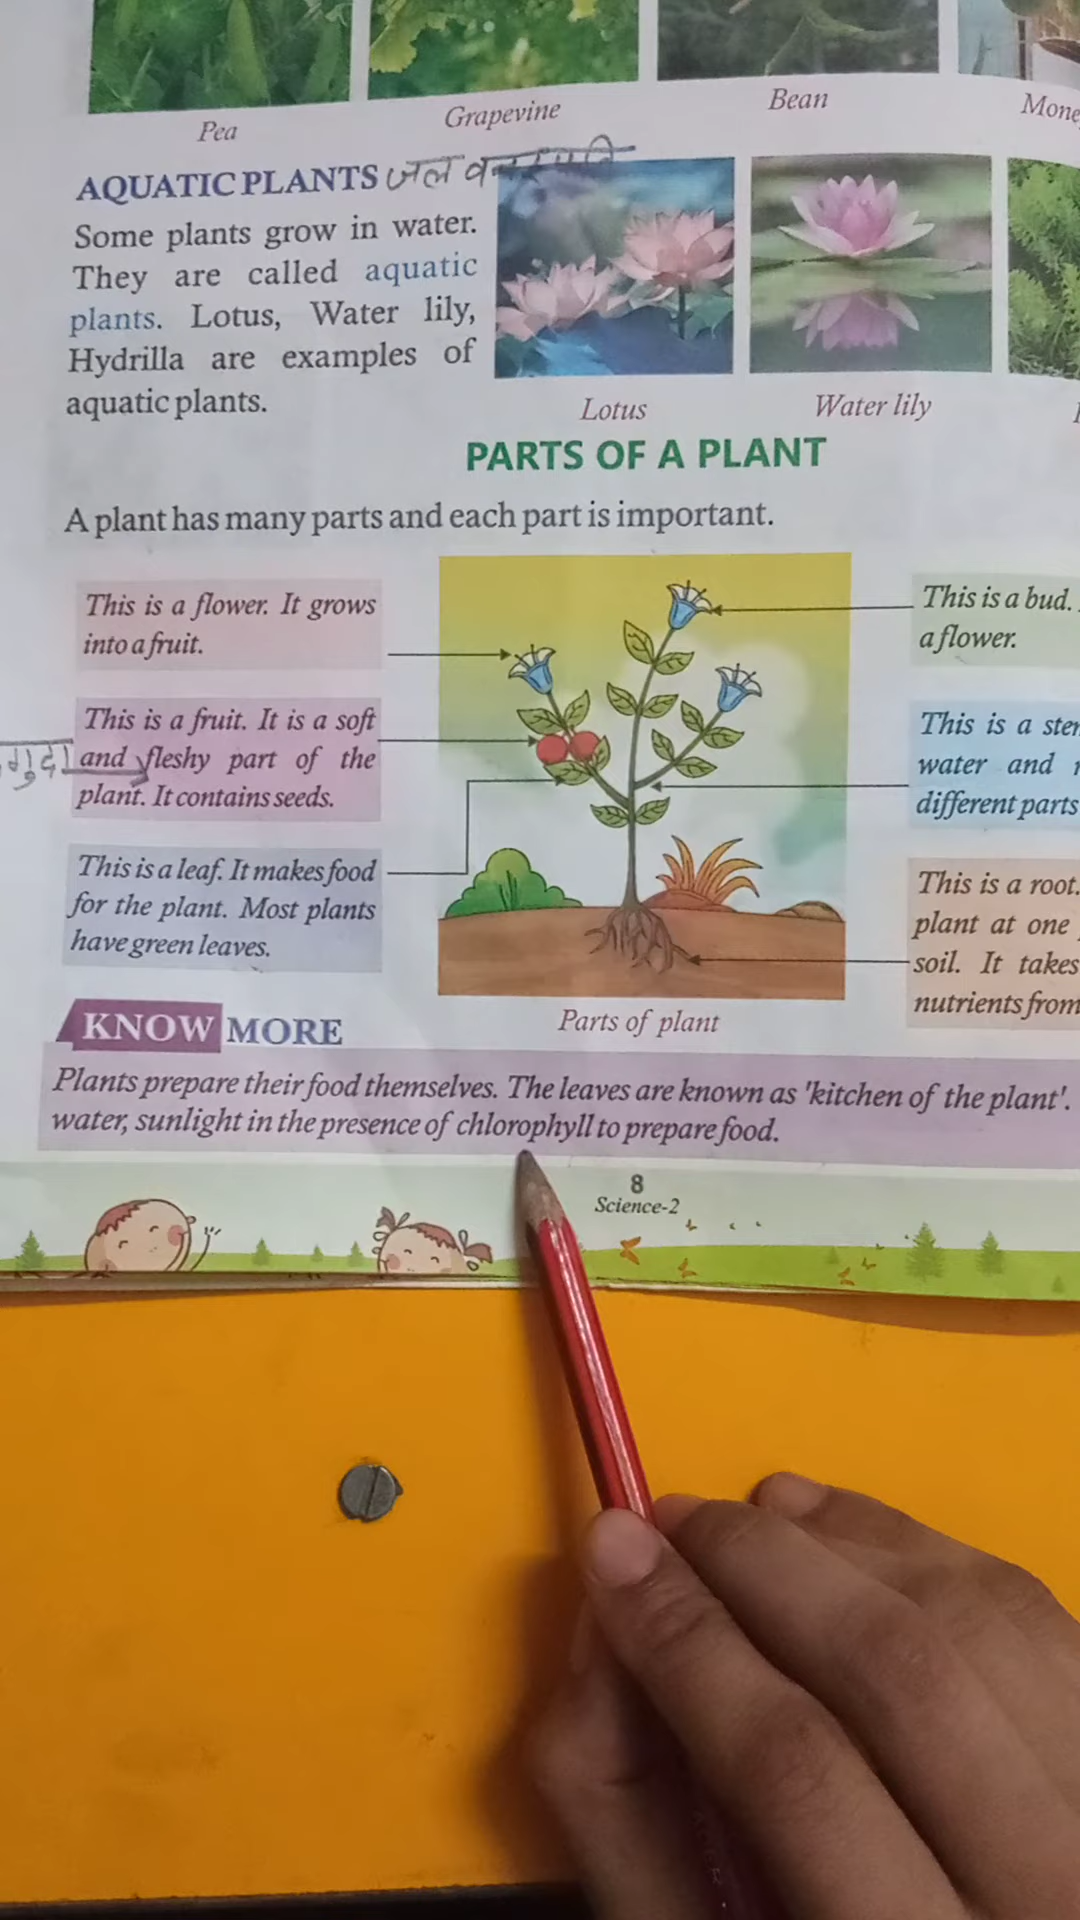 Pea
Grapevine
Bean
AQUATIC PLANTS जल
Some plants grow in water.
They are called aquatic
plants. Lotus, Water lily,
Hydrilla are examples of
aquatic plants.
Lotus
Water lily
PARTS OF A PLANT
A plant has many parts and each part is important.
This is a flower. It grows
into a fruit.
This is a fruit. It is a soft
and fleshy part of the
plant. It contains seeds.
This is a leaf. It makes food
for the plant. Most plants
have green leaves.
This is a bud.
a flower.
This is a
water and
different parts
This is a root.
plant at one
soil. It takes
nutrients from
Parts of plant
KNOW MORE
Plants prepare their food themselves. The leaves are known as 'kitchen of the plant'.
water, sunlight in the presence of chlorophyll to prepare food.
8
Science-2